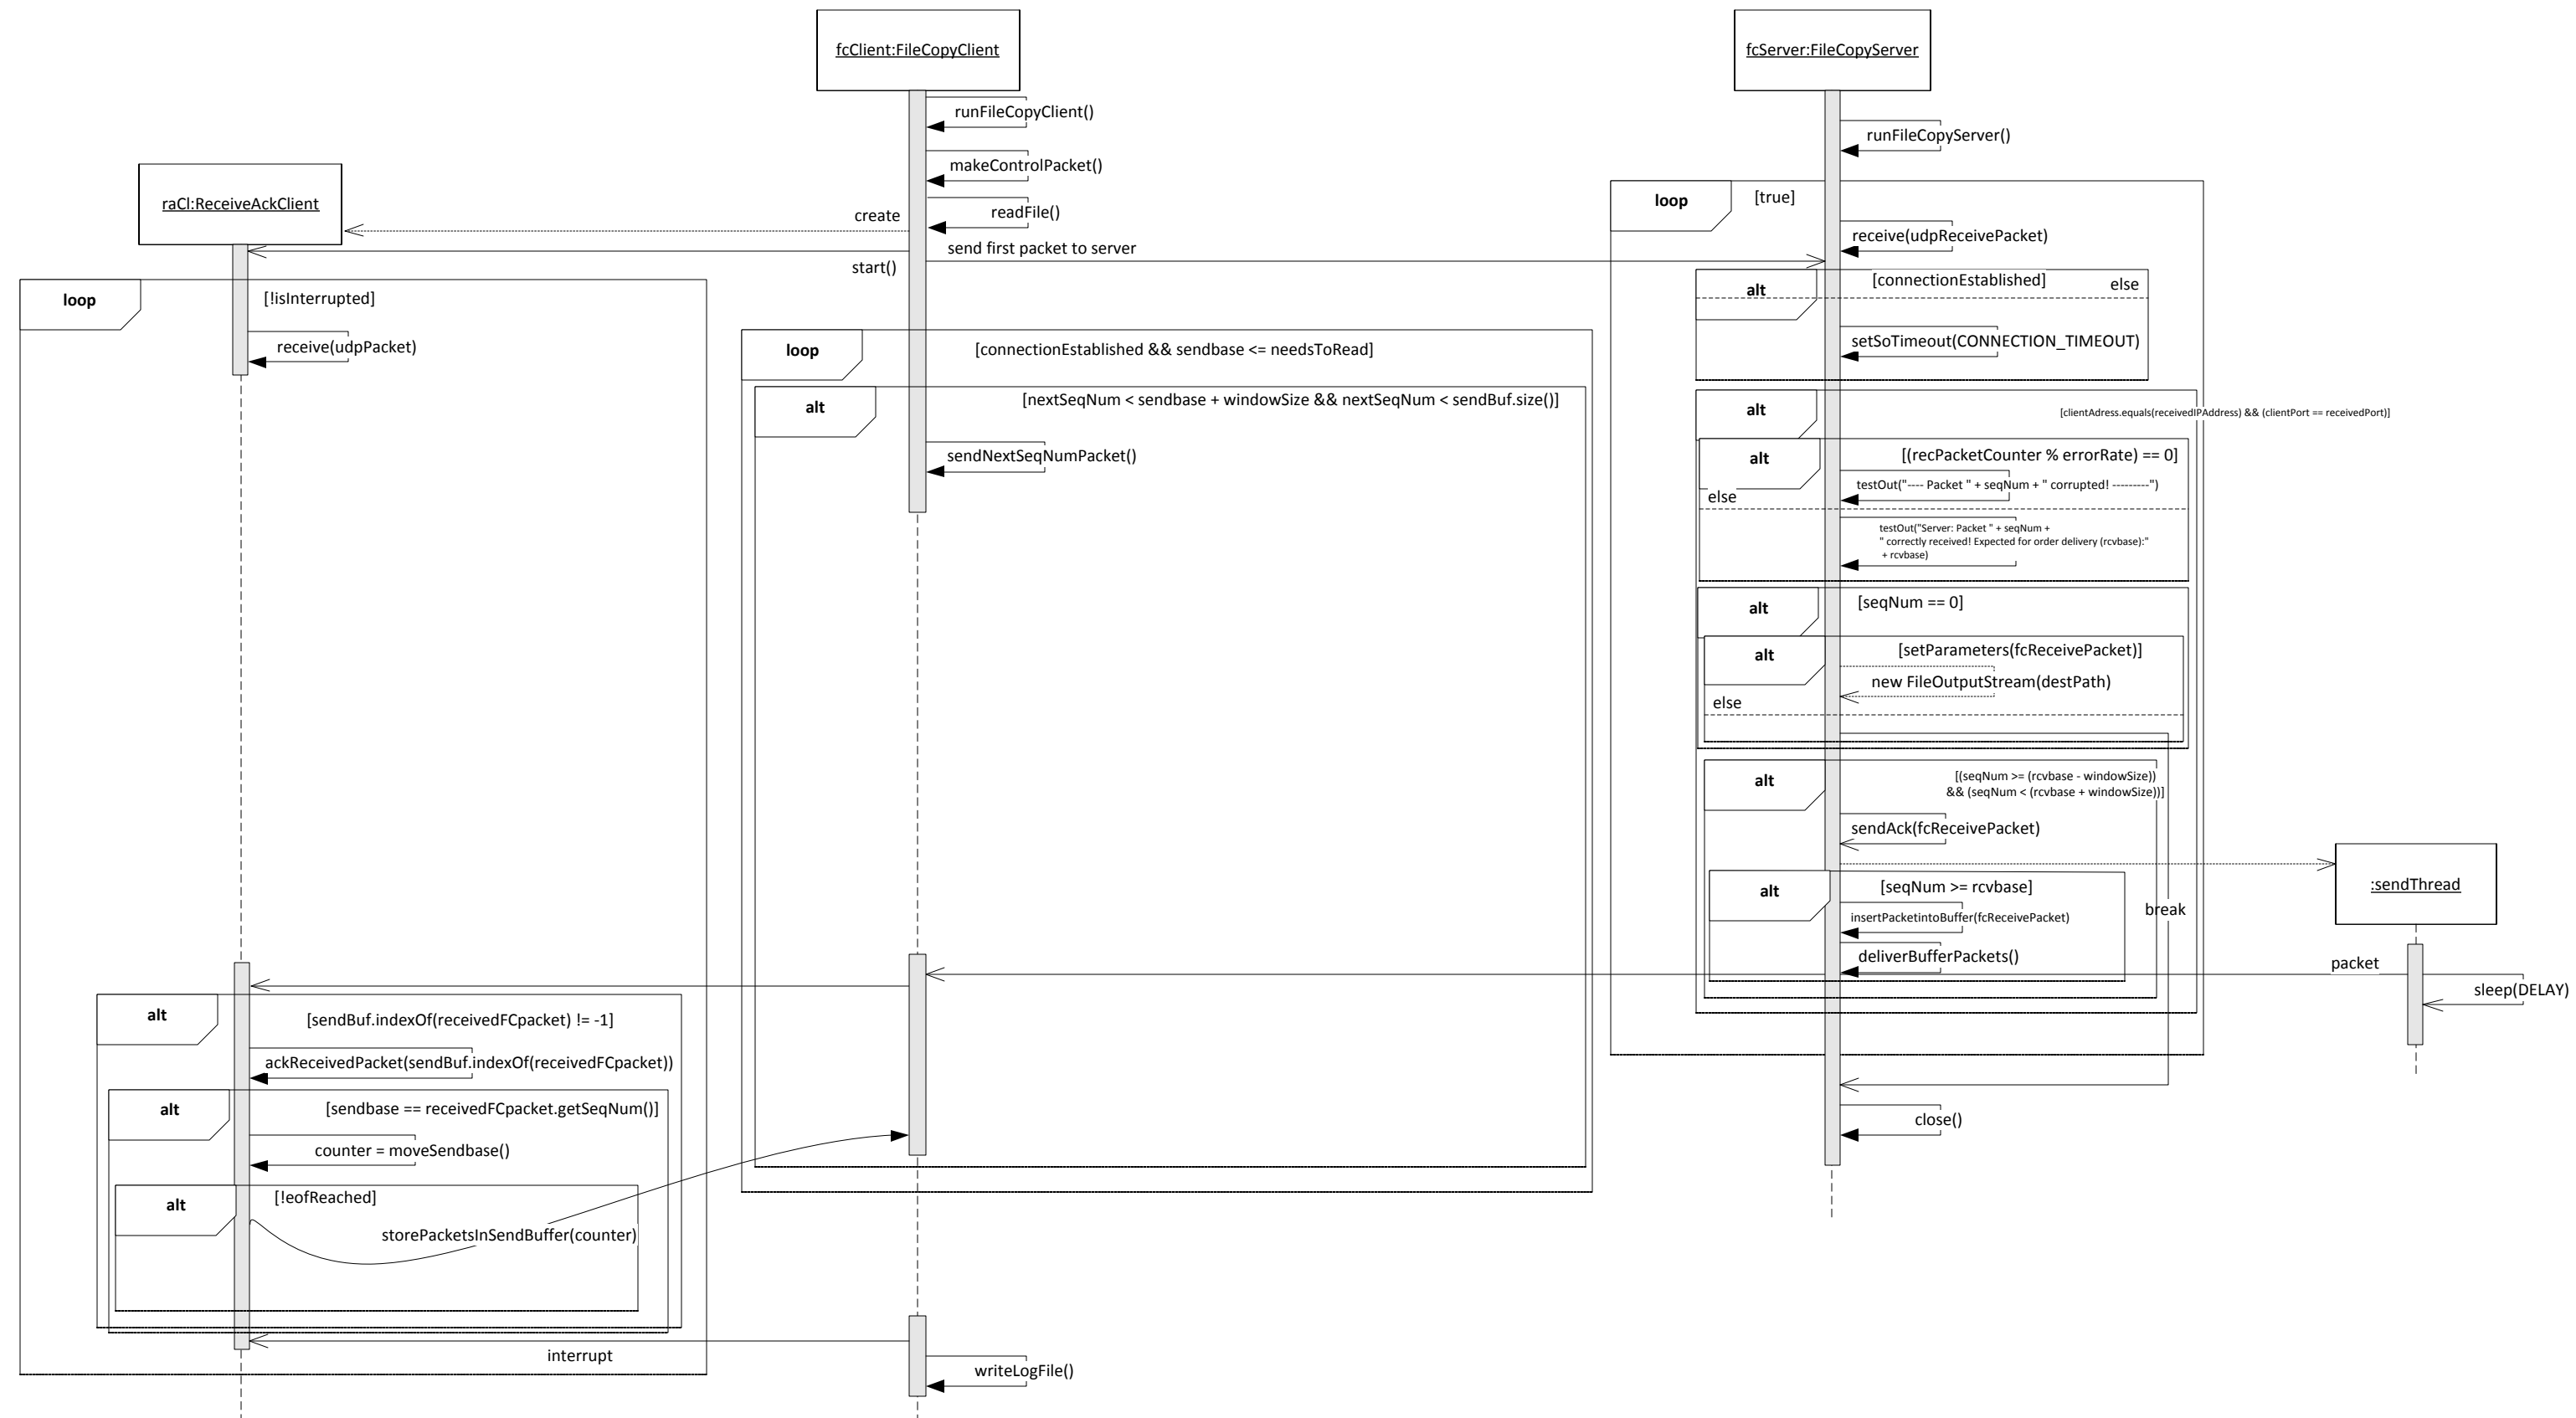 fcClient:FileCopyClient
fcServer:FileCopyServer
runFileCopyClient()
runFileCopyServer()
makeControlPacket()
raCl:ReceiveAckClient
loop
[true]
readFile()
create
receive(udpReceivePacket)
send first packet to server
start()
alt
[connectionEstablished]
else
loop
[!isInterrupted]
receive(udpPacket)
setSoTimeout(CONNECTION_TIMEOUT)
loop
[connectionEstablished && sendbase <= needsToRead]
alt
[nextSeqNum < sendbase + windowSize && nextSeqNum < sendBuf.size()]
sendNextSeqNumPacket()
alt
[clientAdress.equals(receivedIPAddress) && (clientPort == receivedPort)]
alt
[(recPacketCounter % errorRate) == 0]
testOut("---- Packet " + seqNum + " corrupted! ---------")
else
testOut("Server: Packet " + seqNum +
" correctly received! Expected for order delivery (rcvbase):"
+ rcvbase)
alt
[seqNum == 0]
alt
[setParameters(fcReceivePacket)]
new FileOutputStream(destPath)
else
alt
[(seqNum >= (rcvbase - windowSize))
&& (seqNum < (rcvbase + windowSize))]
sendAck(fcReceivePacket)
:sendThread
alt
[seqNum >= rcvbase]
break
insertPacketintoBuffer(fcReceivePacket)
deliverBufferPackets()
packet
sleep(DELAY)
alt
[sendBuf.indexOf(receivedFCpacket) != -1]
ackReceivedPacket(sendBuf.indexOf(receivedFCpacket))
alt
[sendbase == receivedFCpacket.getSeqNum()]
close()
counter = moveSendbase()
alt
[!eofReached]
storePacketsInSendBuffer(counter)
interrupt
writeLogFile()